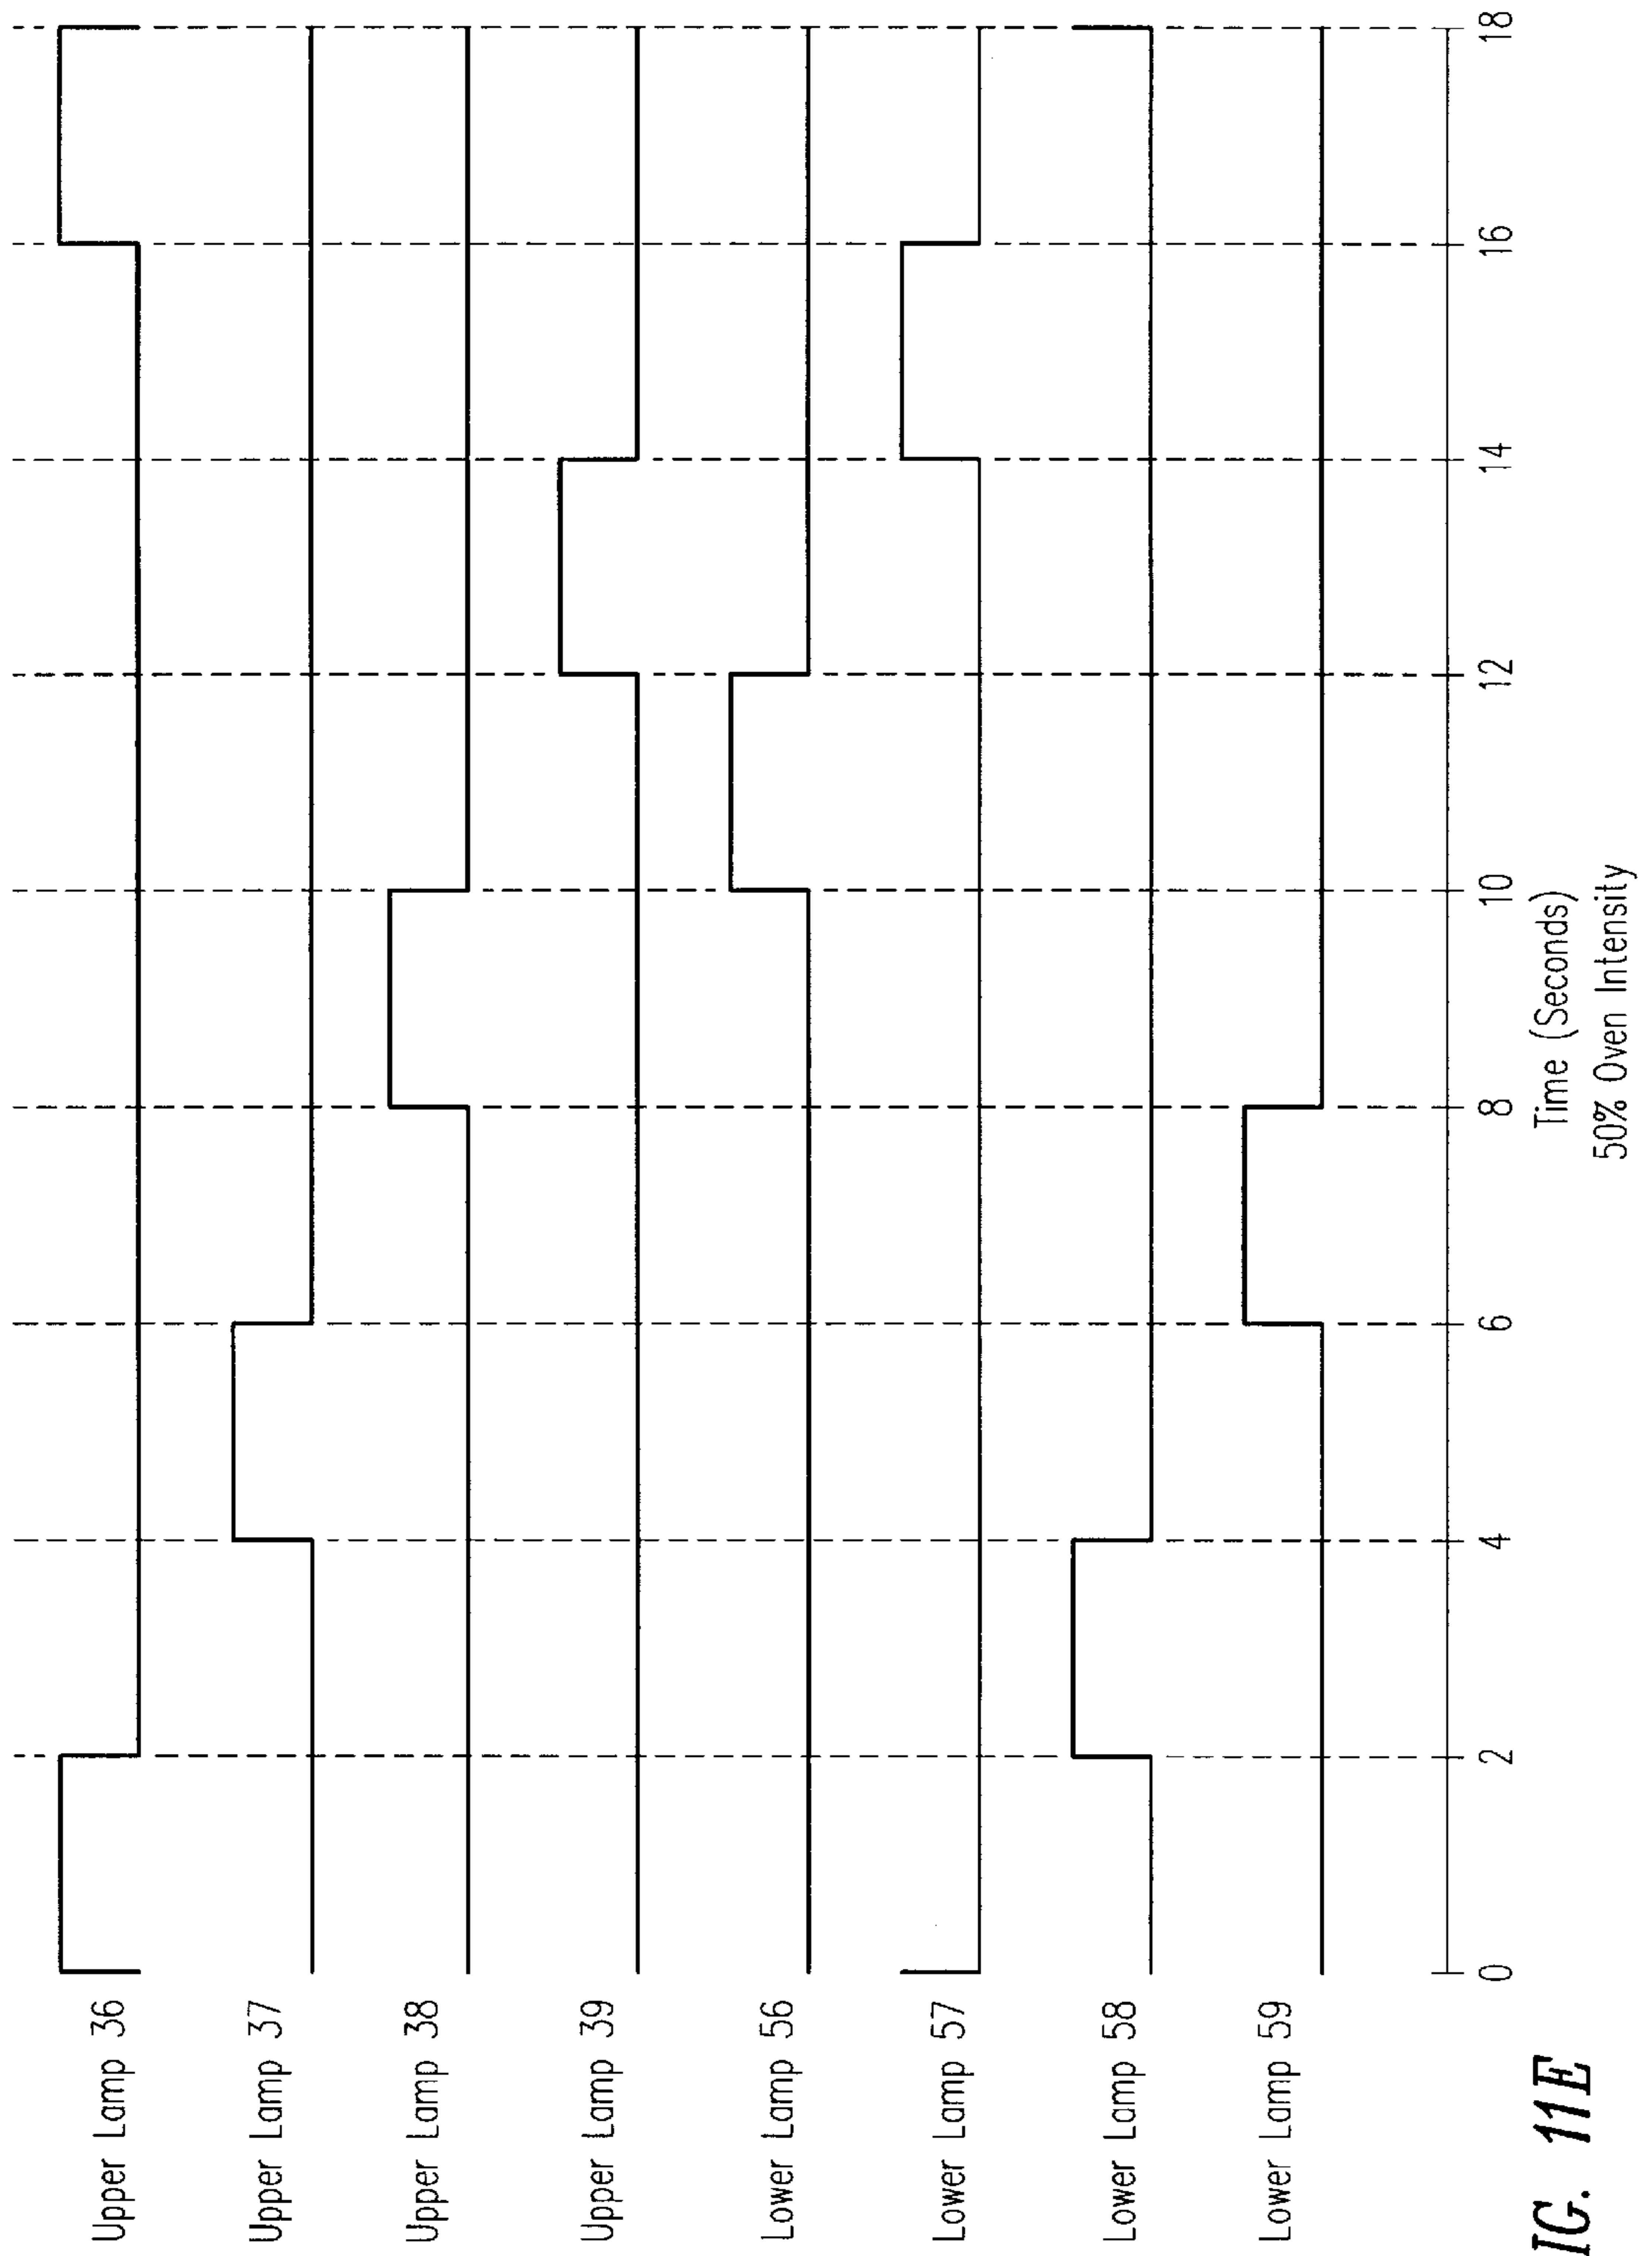 Upper Lamp 36
Upper Lamp 37
Upper Lamp 38
Upper Lamp 39
Lower Lamp 56
Lower Lamp 57
Lower Lamp 58
Lower Lamp 59
0 2 4 6 8 10 12 14 16 18
Time (Seconds)
50% Oven Intensity
IG. 11E